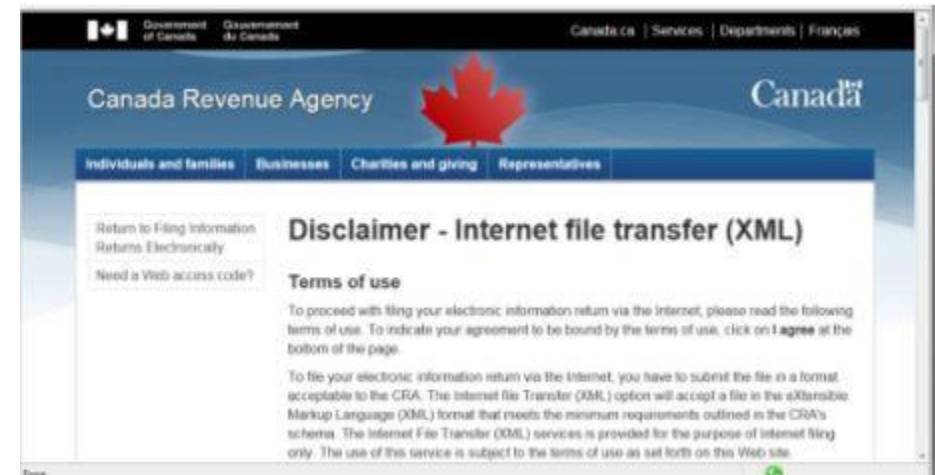 Government of Canada
Gouvernement du Canada
Canada.ca | Services | Departments | Français
Canada Revenue Agency
Canada
Individuals and families
Businesses
Charities and giving
Representatives
Return to Filing Information
Returns Electronically
Need a Web access code?
Disclaimer - Internet file transfer (XML)
Terms of use
To proceed with filing your electronic information return via the Internet, please read the following
terms of use. To indicate your agreement to be bound by the terms of use, click on I agree at the
bottom of the page.
To file your electronic information return via the Internet, you have to submit the file in a format
acceptable to the CRA. The Internet file Transfer (XML) option will accept a file in the eXtensible
Markup Language (XML) format that meets the minimum requirements outlined in the CRA's
schema. The Internet File Transfer (XML) services is provided for the purpose of Internet filing
only. The use of this service is subject to the terms of use as set forth on this Web site.